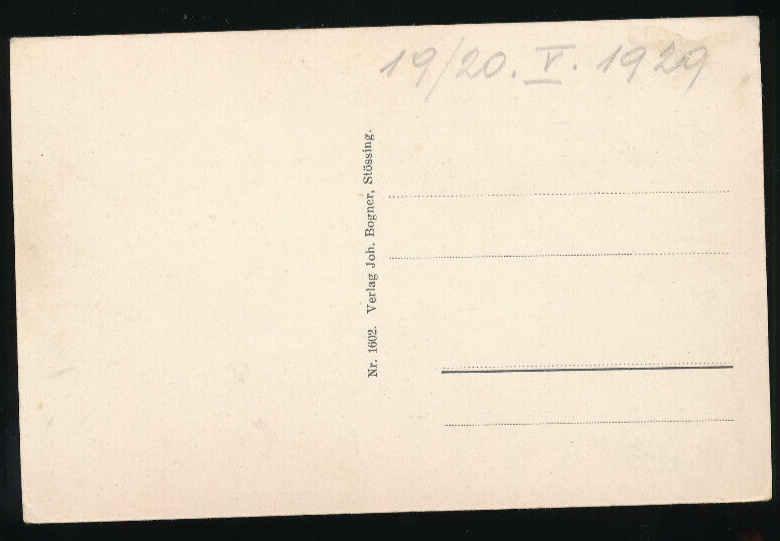 19/20. V. 1929
Nr. 1602. Verlag Joh. Bogner, Stössing.